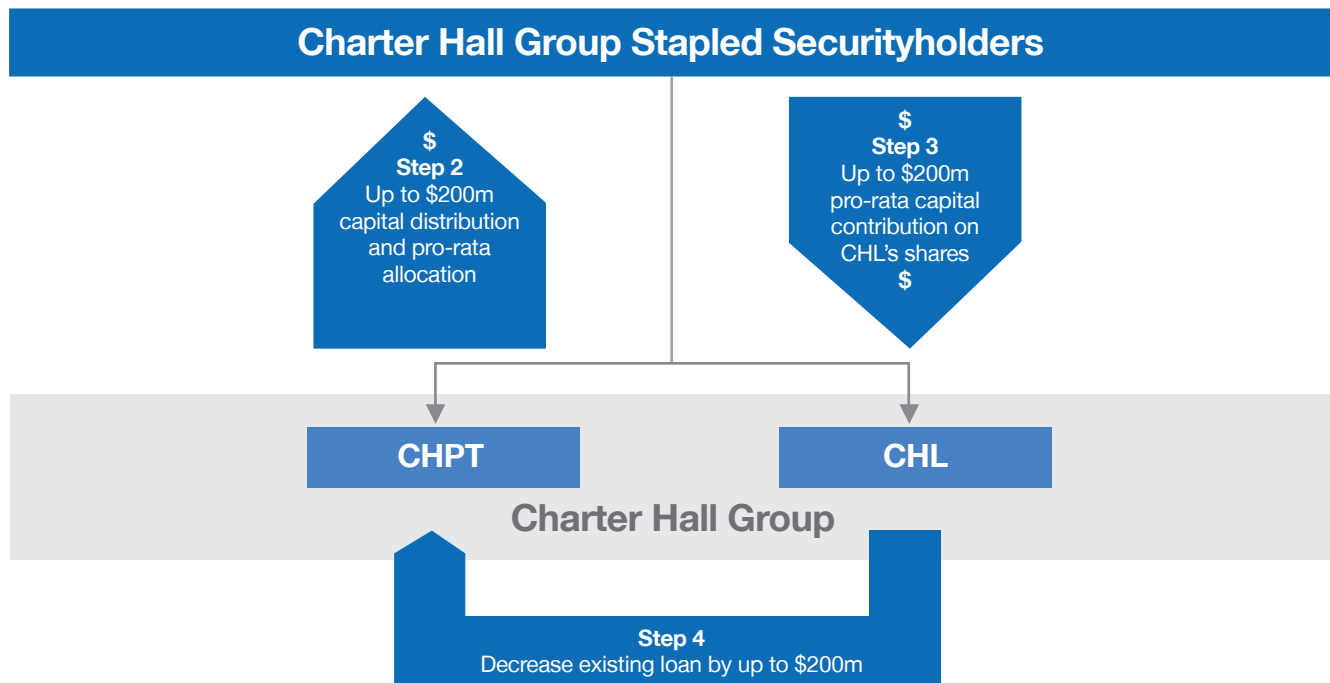 Charter Hall Group Stapled Securityholders
$
Step 2
Up to $200m
capital distribution
and pro-rata
allocation
$
Step 3
Up to $200m
pro-rata capital
contribution on
CHL’s shares
$
CHPT
CHL
Charter Hall Group
Step 4
Decrease existing loan by up to $200m